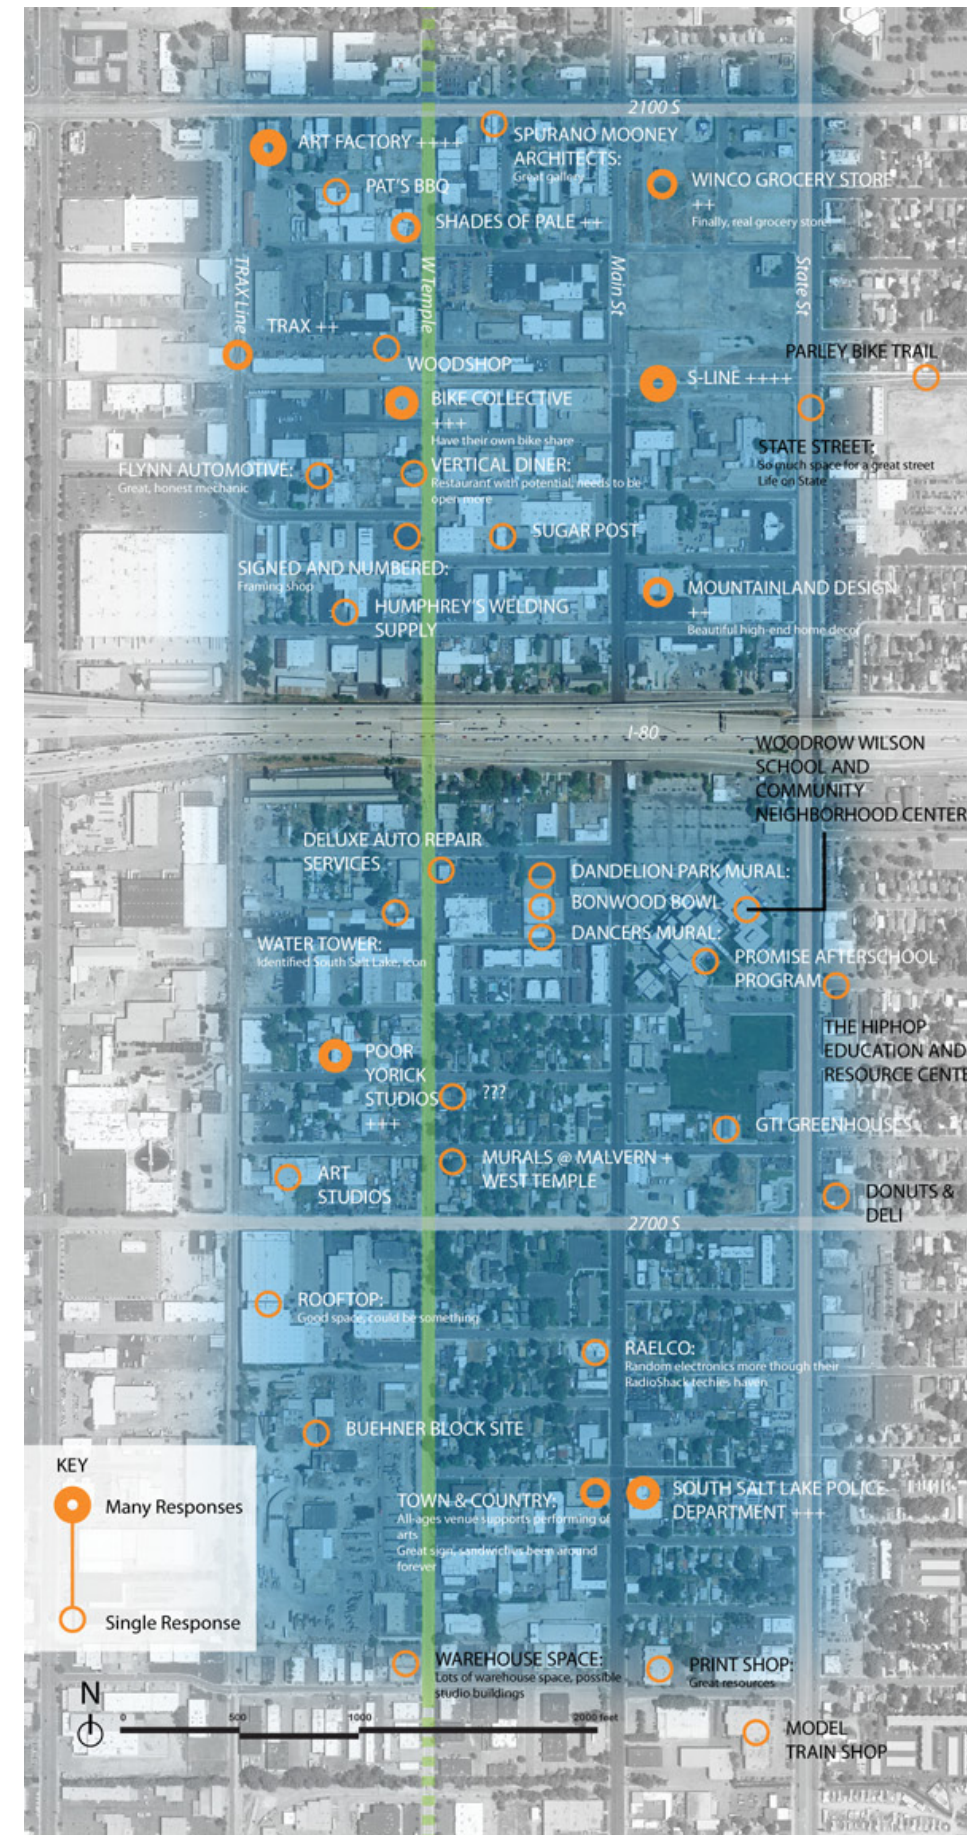 2100 S
ART FACTORY ++++
SPURANO MOONEY
ARCHITECTS:
Great gallery
PAT'S BBQ
WINCO GROCERY STORE
++
Finally, real grocery store
SHADES OF PALE ++
TRAX Line
W Temple
Main St
State St
TRAX ++
WOODSHOP
PARLEY BIKE TRAIL
S-LINE ++++
BIKE COLLECTIVE
+++
Have their own bike share
STATE STREET:
So much space for a great street
Life on State
FLYNN AUTOMOTIVE:
Great, honest mechanic
VERTICAL DINER:
Restaurant with potential, needs to be
open more
SUGAR POST
SIGNED AND NUMBERED:
Framing shop
HUMPHREY'S WELDING
SUPPLY
MOUNTAINLAND DESIGN
++
Beautiful high-end home decor
I-80
WOODROW WILSON
SCHOOL AND
COMMUNITY
NEIGHBORHOOD CENTER
DELUXE AUTO REPAIR
SERVICES
DANDELION PARK MURAL:
BONWOOD BOWL
DANCERS MURAL:
WATER TOWER:
Identified South Salt Lake, icon
PROMISE AFTERSCHOOL
PROGRAM
THE HIPHOP
EDUCATION AND
RESOURCE CENTE
POOR
YORICK
STUDIOS
+++
???
GTI GREENHOUSES
MURALS @ MALVERN +
WEST TEMPLE
ART
STUDIOS
DONUTS &
DELI
2700 S
ROOFTOP:
Good space, could be something
RAELCO:
Random electronics more though their
RadioShack techies haven
BUEHNER BLOCK SITE
KEY
Many Responses
Single Response
TOWN & COUNTRY:
All-ages venue supports performing of
arts
Great sign, sandwich us been around
forever
SOUTH SALT LAKE POLICE
DEPARTMENT +++
WAREHOUSE SPACE:
Lots of warehouse space, possible
studio buildings
PRINT SHOP:
Great resources
N
0 500 1000 2000 feet
MODEL
TRAIN SHOP